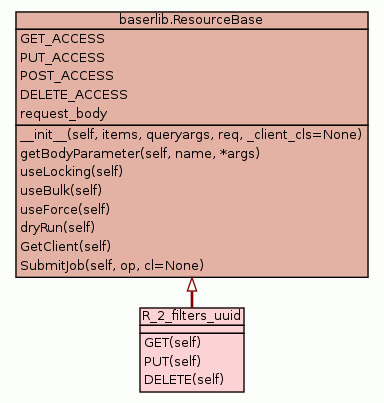 baserlib.ResourceBase
GET_ACCESS
PUT_ACCESS
POST_ACCESS
DELETE_ACCESS
request_body
__init__(self, items, queryargs, req, _client_cls=None)
getBodyParameter(self, name, *args)
useLocking(self)
useBulk(self)
useForce(self)
dryRun(self)
GetClient(self)
SubmitJob(self, op, cl=None)
R_2_filters_uuid
GET(self)
PUT(self)
DELETE(self)